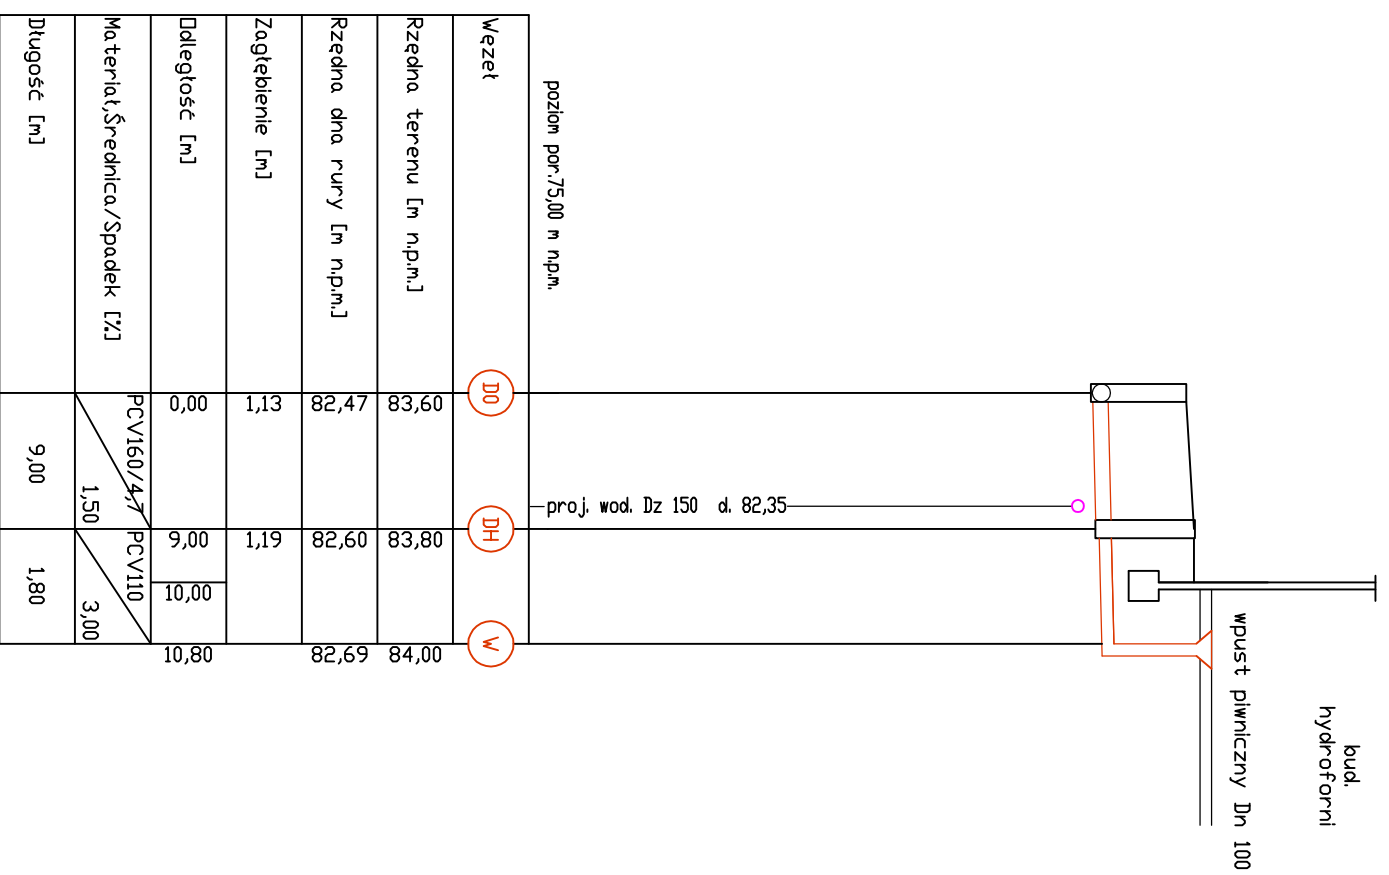 bud.
hydroforni
wpust piwniczny Dn 100
proj. wod. Dz 150 d. 82,35
poziom por.75,00 m n.p.m.
Węzeł D0 DH W
Rzędna terenu [m n.p.m.] 83,60 83,80 84,00
Rzędna dna rury [m n.p.m.] 82,47 82,60 82,69
Zagłębienie [m] 1,13 1,19
Odległość [m] 0,00 9,00 10,00 10,80
Materiał,Średnica/Spadek [%] PCV160/4,7 1,50 PCV110 3,00
Długość [m] 9,00 1,80